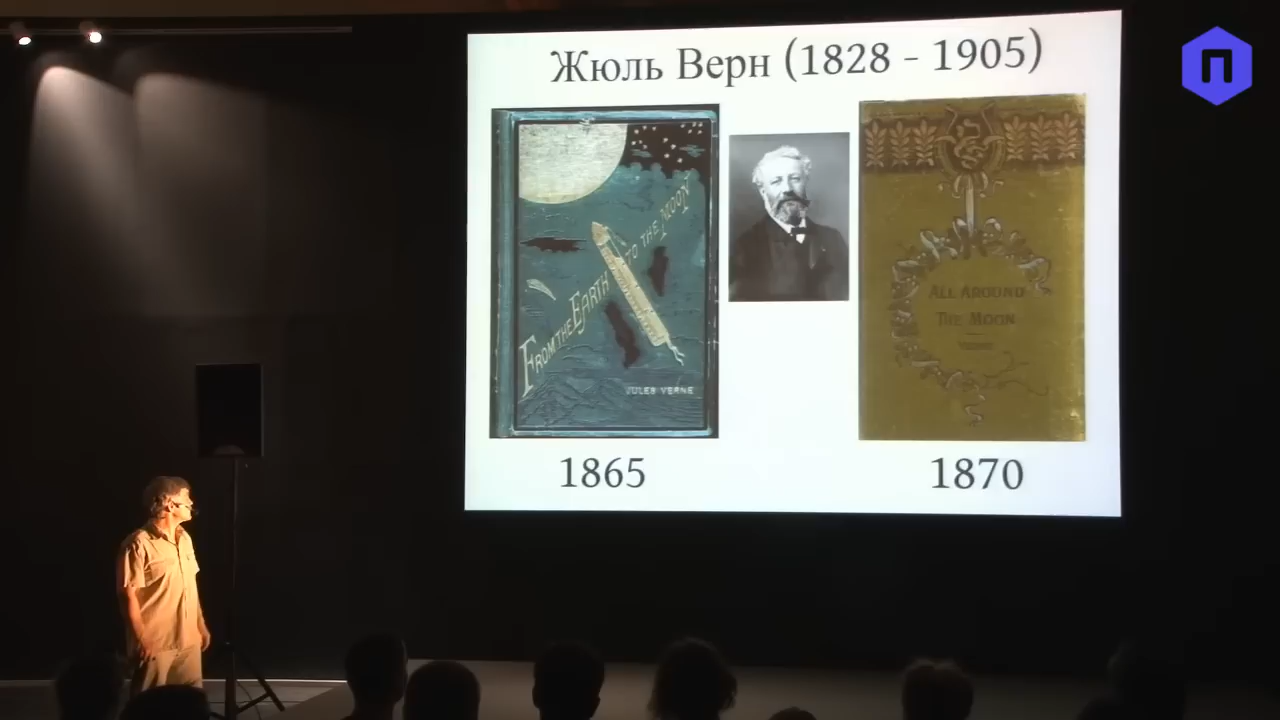 Жюль Верн (1828 - 1905)
FROM THE EARTH TO THE MOON
JULES VERNE
ALL AROUND
THE MOON
1865
1870
П